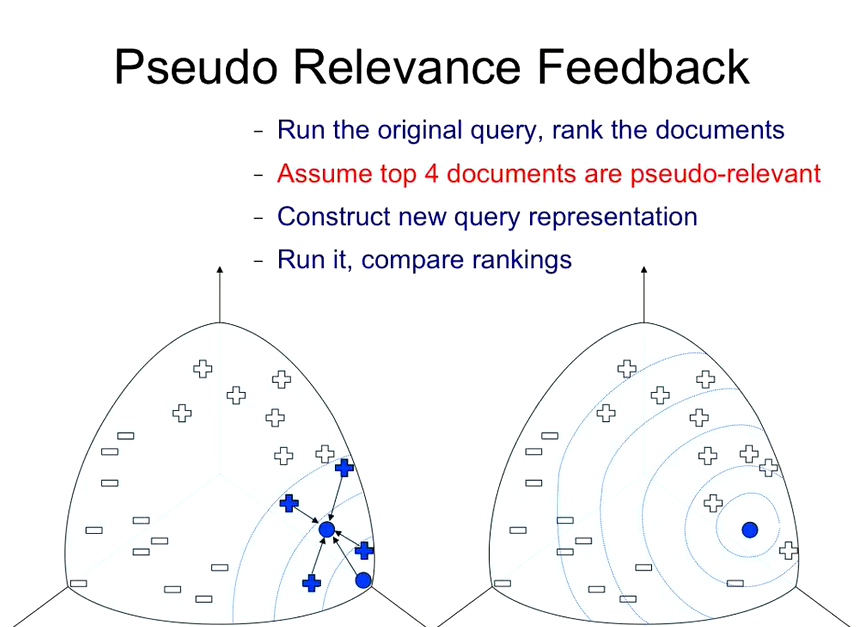 Pseudo Relevance Feedback
– Run the original query, rank the documents
– Assume top 4 documents are pseudo-relevant
– Construct new query representation
– Run it, compare rankings